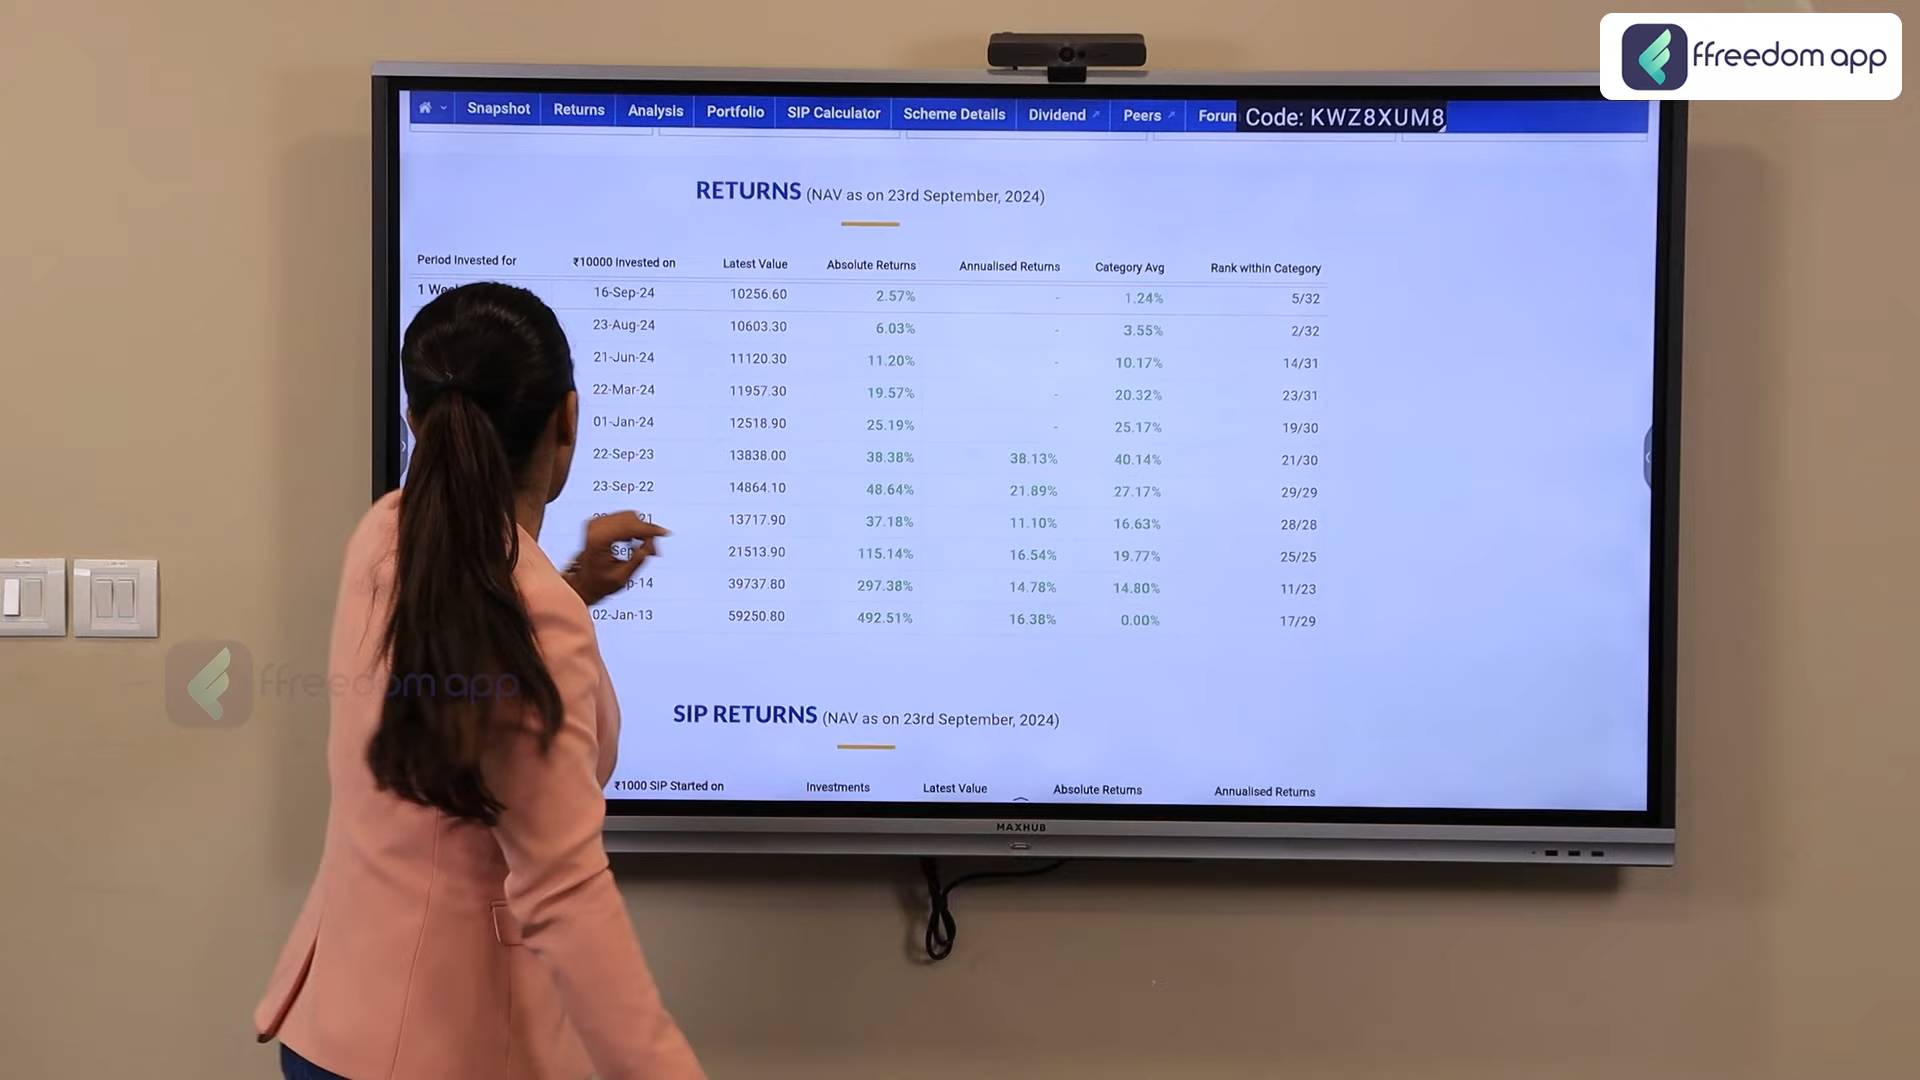 ffreedom app
Snapshot Returns Analysis Portfolio SIP Calculator Scheme Details Dividend Peers Forum Code: KWZ8XUM8
RETURNS (NAV as on 23rd September, 2024)
Period Invested for ₹10000 Invested on Latest Value Absolute Returns Annualised Returns Category Avg Rank within Category
1 16-Sep-24 10256.60 2.57% - 1.24% 5/32
23-Aug-24 10603.30 6.03% - 3.55% 2/32
21-Jun-24 11120.30 11.20% - 10.17% 14/31
22-Mar-24 11957.30 19.57% - 20.32% 23/31
01-Jan-24 12518.90 25.19% - 25.17% 19/30
22-Sep-23 13838.00 38.38% 38.13% 40.14% 21/30
23-Sep-22 14864.10 48.64% 21.89% 27.17% 29/29
13717.90 37.18% 11.10% 16.63% 28/28
21513.90 115.14% 16.54% 19.77% 25/25
39737.80 297.38% 14.78% 14.80% 11/23
02-Jan-13 59250.80 492.51% 16.38% 0.00% 17/29
ffreedom app
SIP RETURNS (NAV as on 23rd September, 2024)
₹1000 SIP Started on Investments Latest Value Absolute Returns Annualised Returns
MAXHUB